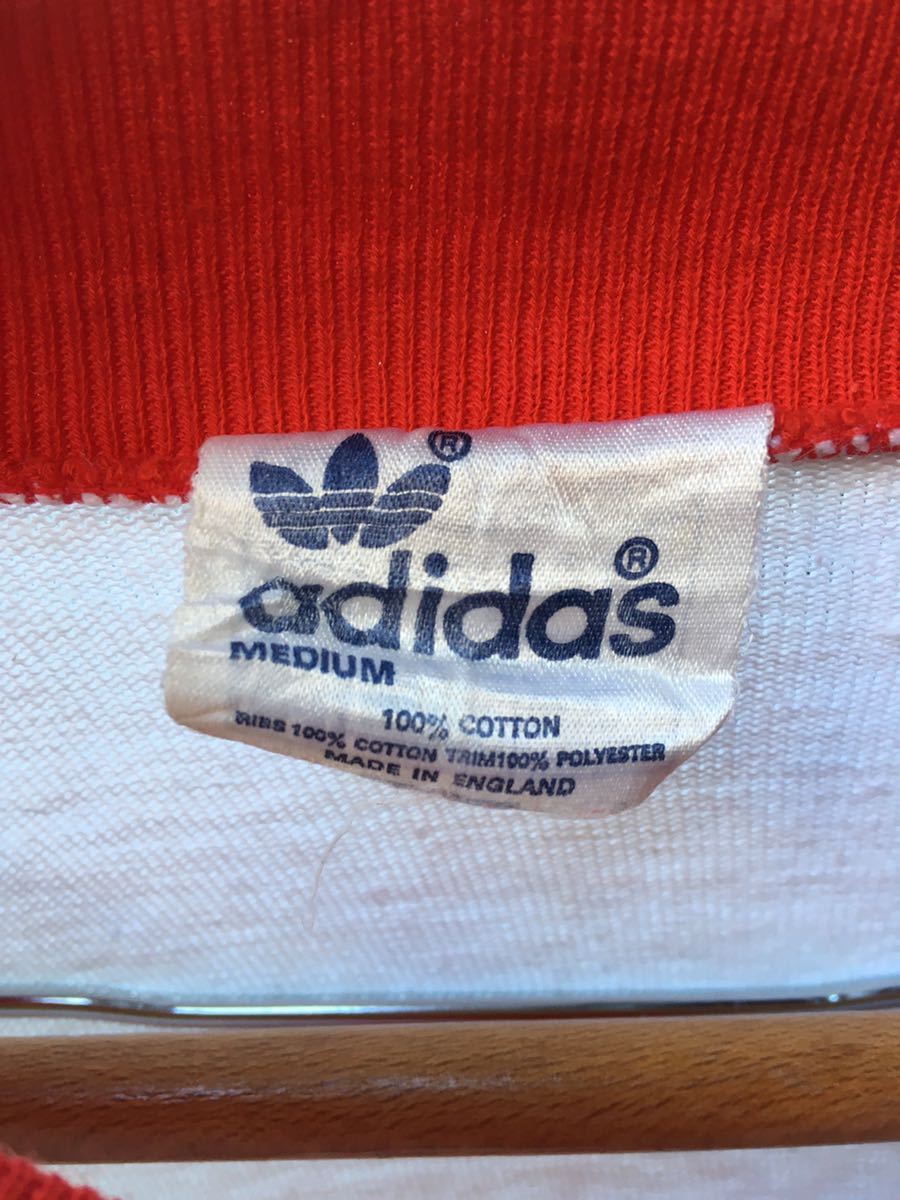 ®
adidas®
MEDIUM
100% COTTON
RIBS 100% COTTON TRIM100% POLYESTER
MADE IN ENGLAND